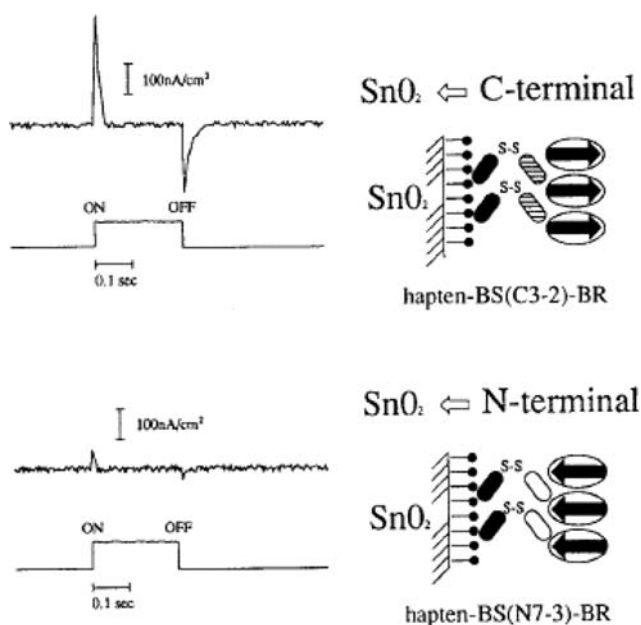 100nA/cm²
ON OFF
0.1 sec
SnO₂ ⇐ C-terminal
S-S
S-S
SnO₂
hapten-BS(C3-2)-BR
100nA/cm²
ON OFF
0.1 sec
SnO₂ ⇐ N-terminal
S-S
S-S
SnO₂
hapten-BS(N7-3)-BR